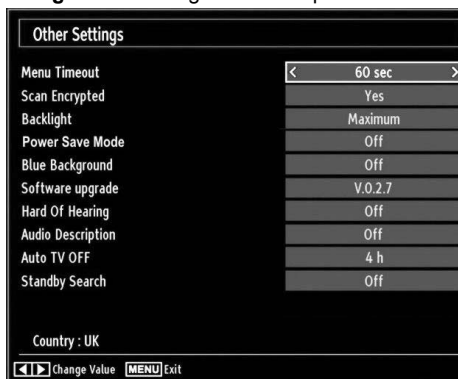 Other Settings
Menu Timeout < 60 sec >
Scan Encrypted Yes
Backlight Maximum
Power Save Mode Off
Blue Background Off
Software upgrade V.0.2.7
Hard Of Hearing Off
Audio Description Off
Auto TV OFF 4 h
Standby Search Off
Country : UK
Change Value MENU Exit